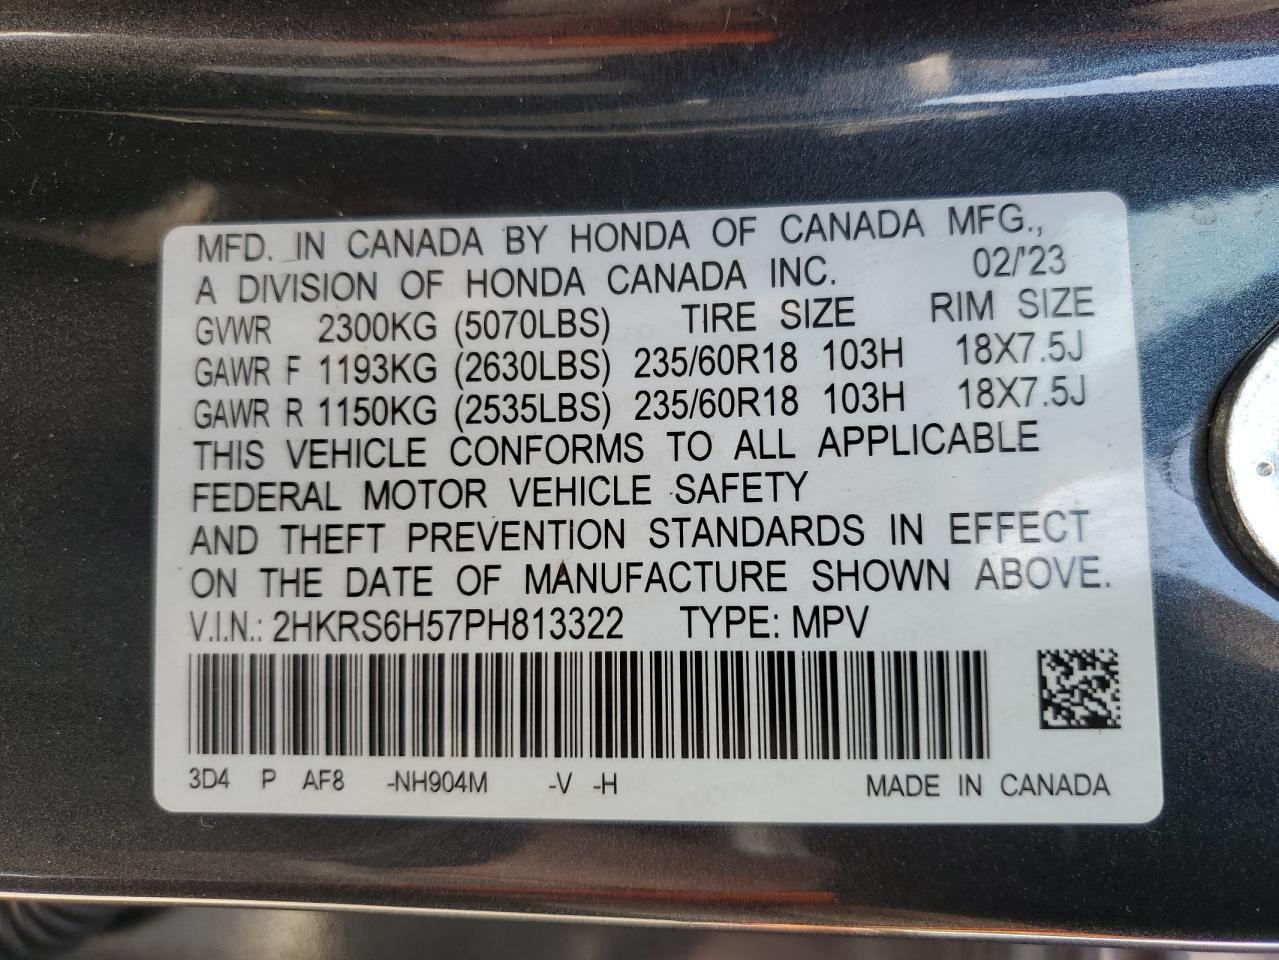 MFD. IN CANADA BY HONDA OF CANADA MFG.,
A DIVISION OF HONDA CANADA INC. 02/'23
GVWR 2300KG (5070LBS) TIRE SIZE RIM SIZE
GAWR F 1193KG (2630LBS) 235/60R18 103H 18X7.5J
GAWR R 1150KG (2535LBS) 235/60R18 103H 18X7.5J
THIS VEHICLE CONFORMS TO ALL APPLICABLE
FEDERAL MOTOR VEHICLE SAFETY
AND THEFT PREVENTION STANDARDS IN EFFECT
ON THE DATE OF MANUFACTURE SHOWN ABOVE.
V.I.N.: 2HKRS6H57PH813322 TYPE: MPV
3D4 P AF8 -NH904M -V -H MADE IN CANADA